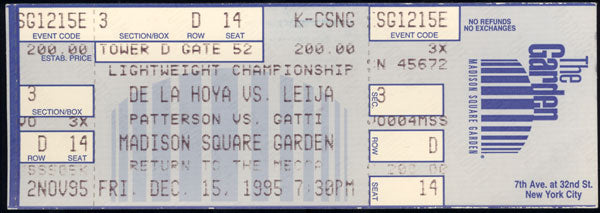 SG1215E 3 D 14 K-CSNG SG1215E
EVENT CODE SECTION/BOX ROW SEAT EVENT CODE
NO REFUNDS
NO EXCHANGES
200.00 TOWER D GATE 52 200.00 3X
ESTAB. PRICE
LIGHTWEIGHT CHAMPIONSHIP N 45672
3 DE LA HOYA VS. LEIJA SEC. 3
SECTION/BOX
PATTERSON VS. GATTI
3X 0004MSS
D 14 MADISON SQUARE GARDEN ROW D
ROW SEAT
RETURN TO THE MECCA 200.00
2NOV95 FRI. DEC. 15, 1995 7:30PM SEAT 14
The Garden
MADISON SQUARE GARDEN
7th Ave. at 32nd St.
New York City